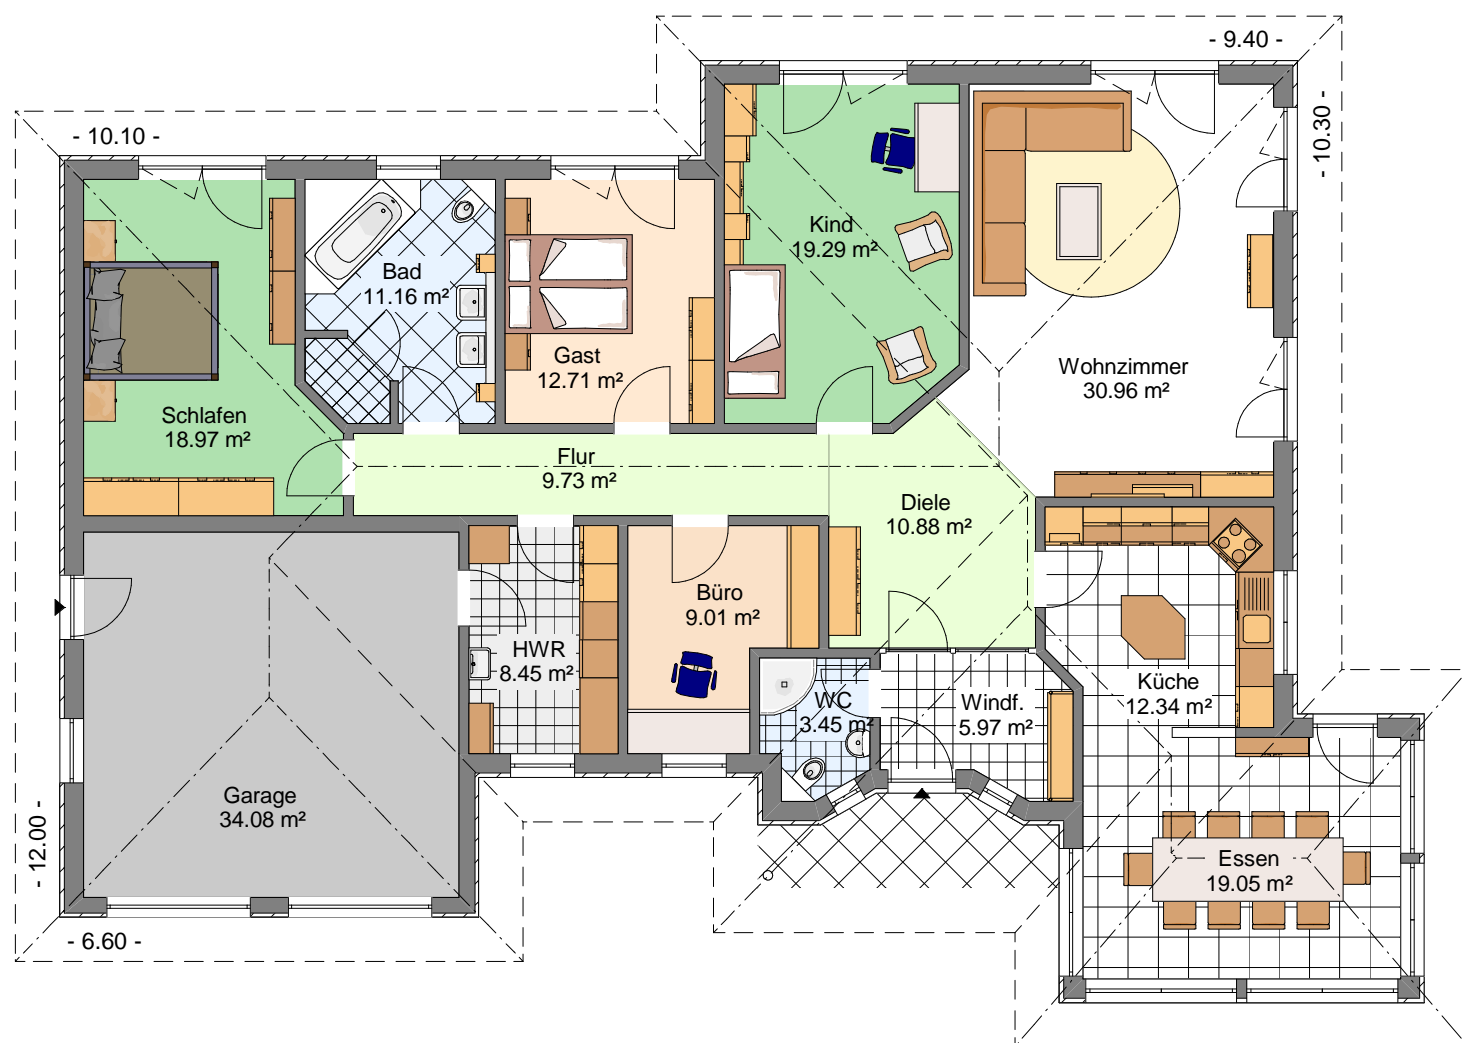 - 9.40 -
- 10.10 -
- 10.30 -
Kind
19.29 m²
Bad
11.16 m²
Gast
12.71 m²
Wohnzimmer
30.96 m²
Schlafen
18.97 m²
Flur
9.73 m²
Diele
10.88 m²
Büro
9.01 m²
HWR
8.45 m²
Küche
12.34 m²
WC
3.45 m²
Windf.
5.97 m²
Garage
34.08 m²
- 12.00 -
Essen
19.05 m²
- 6.60 -